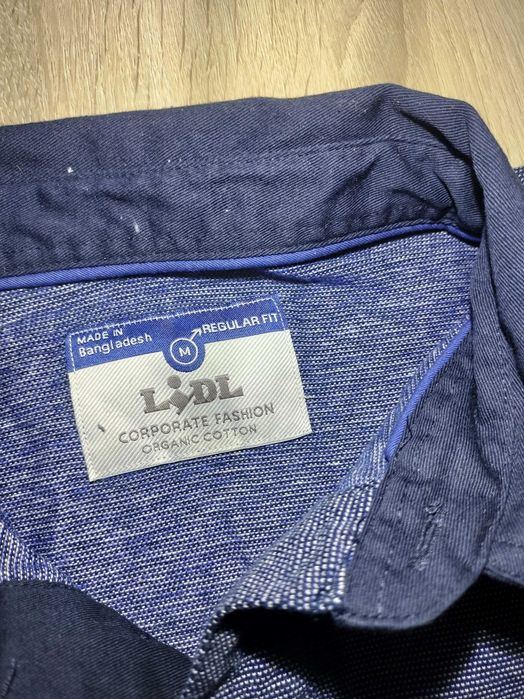 MADE IN
Bangladesh
M
REGULAR FIT
LIDL
CORPORATE FASHION
ORGANIC COTTON